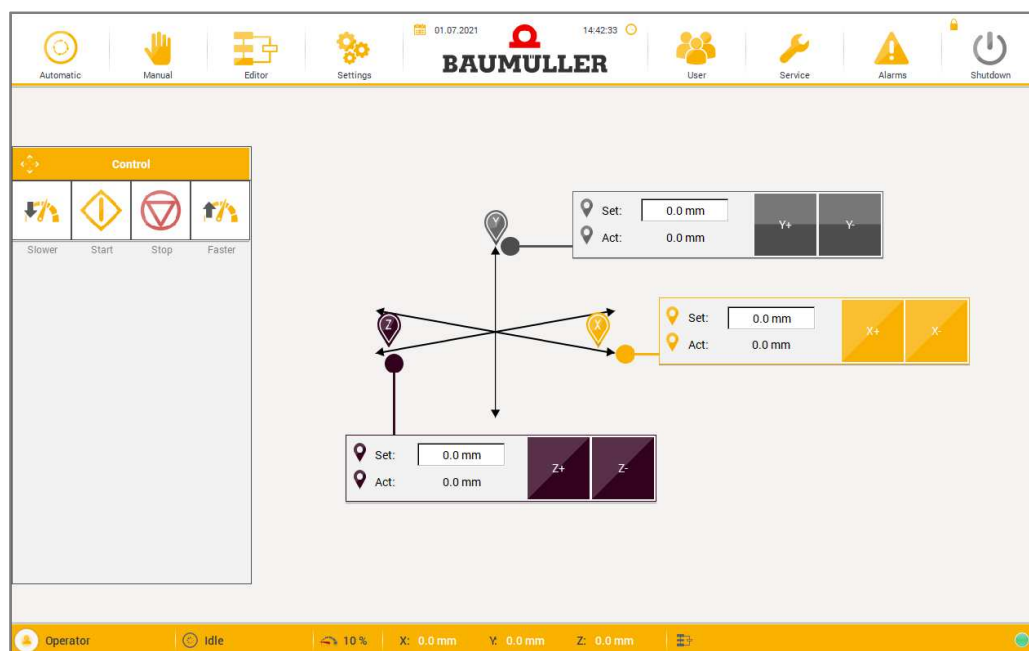 01.07.2021 14:42:33
BAUMÜLLER
Automatic Manual Editor Settings User Service Alarms Shutdown
Control
Slower Start Stop Faster
Y
Set: 0.0 mm
Act: 0.0 mm
Y+ Y-
Z
X
Set: 0.0 mm
Act: 0.0 mm
X+ X-
Set: 0.0 mm
Act: 0.0 mm
Z+ Z-
Operator Idle 10 % X: 0.0 mm Y: 0.0 mm Z: 0.0 mm